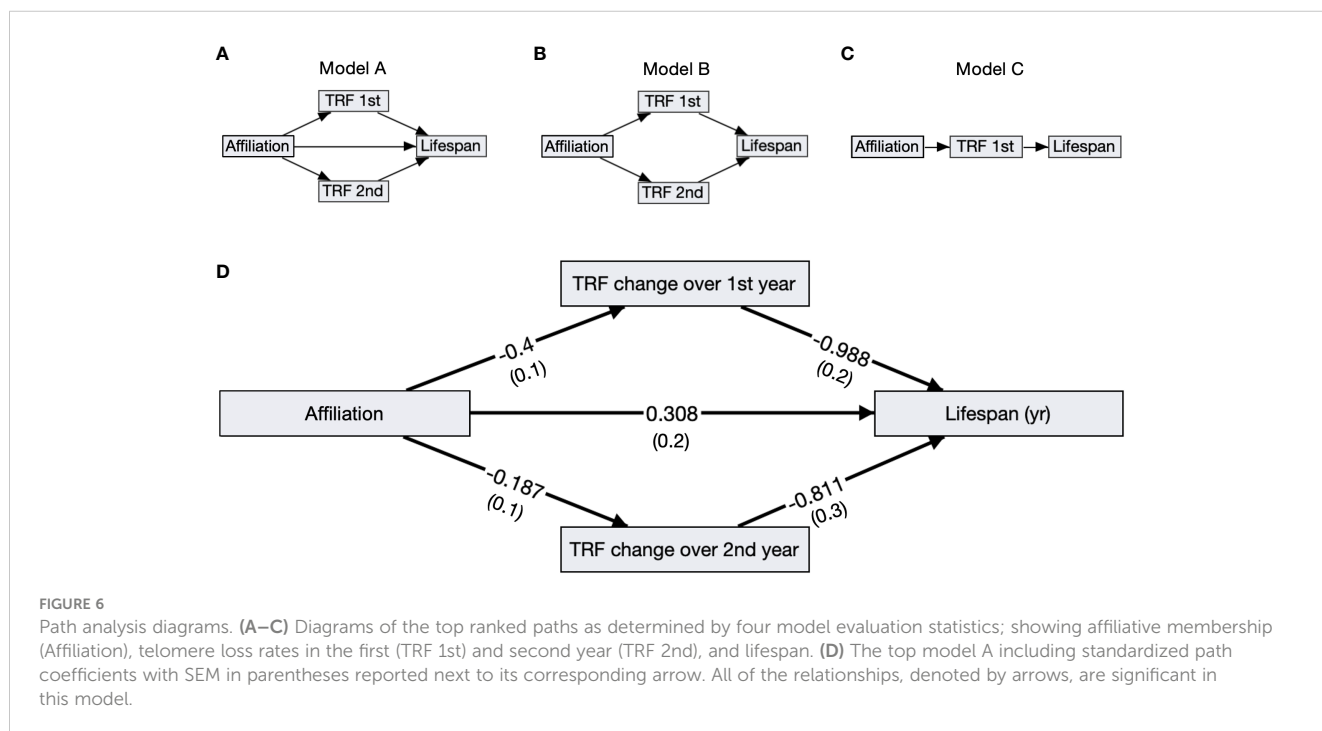 A
Model A
TRF 1st
Affiliation
Lifespan
TRF 2nd
B
Model B
TRF 1st
Affiliation
Lifespan
TRF 2nd
C
Model C
Affiliation
TRF 1st
Lifespan
D
TRF change over 1st year
-0.4
(0.1)
-0.988
(0.2)
Affiliation
0.308
(0.2)
Lifespan (yr)
-0.187
(0.1)
-0.811
(0.3)
TRF change over 2nd year
FIGURE 6
Path analysis diagrams. (A–C) Diagrams of the top ranked paths as determined by four model evaluation statistics; showing affiliative membership
(Affiliation), telomere loss rates in the first (TRF 1st) and second year (TRF 2nd), and lifespan. (D) The top model A including standardized path
coefficients with SEM in parentheses reported next to its corresponding arrow. All of the relationships, denoted by arrows, are significant in
this model.